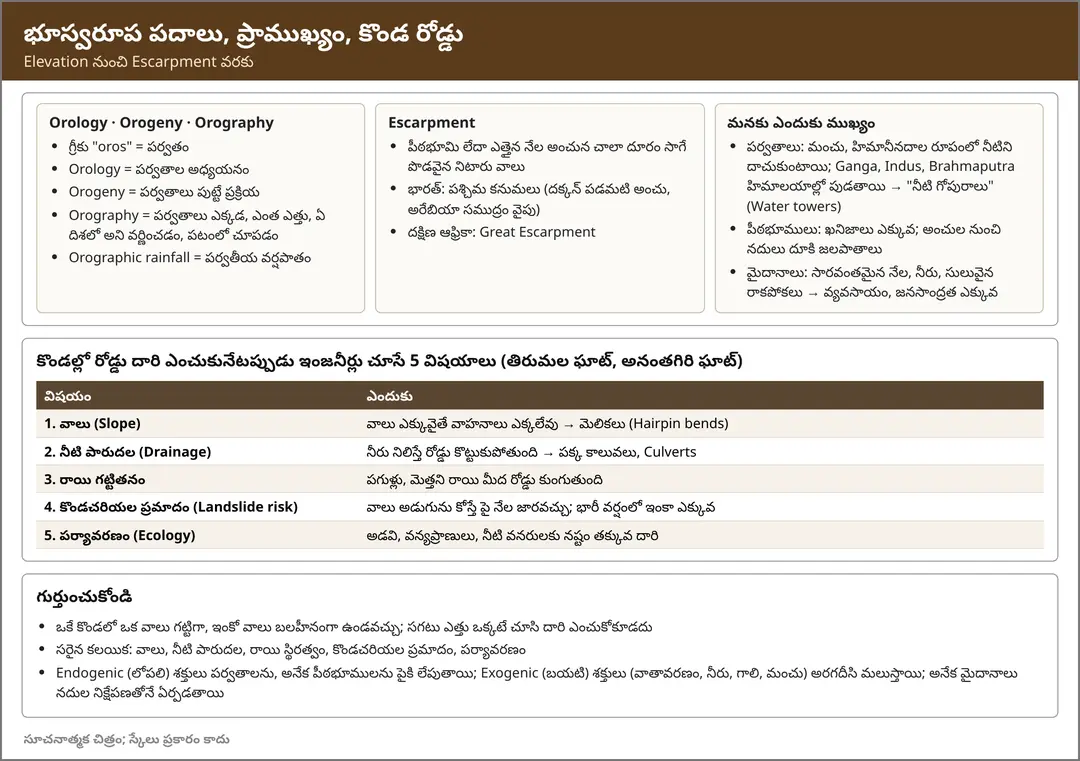 భూస్వరూప పదాలు, ప్రాముఖ్యం, కొండ రోడ్డు
Elevation నుంచి Escarpment వరకు
Orology · Orogeny · Orography
• గ్రీకు "oros" = పర్వతం
• Orology = పర్వతాల అధ్యయనం
• Orogeny = పర్వతాలు పుట్టే ప్రక్రియ
• Orography = పర్వతాలు ఎక్కడ, ఎంత ఎత్తు, ఏ
దిశలో అని వర్ణించడం, పటంలో చూపడం
• Orographic rainfall = పర్వతీయ వర్షపాతం
Escarpment
• పీఠభూమి లేదా ఎత్తైన నేల అంచున చాలా దూరం సాగే
పొడవైన నిటారు వాలు
• భారత్: పశ్చిమ కనుమలు (దక్కన్ పడమటి అంచు,
అరేబియా సముద్రం వైపు)
• దక్షిణ ఆఫ్రికా: Great Escarpment
మనకు ఎందుకు ముఖ్యం
• పర్వతాలు: మంచు, హిమానీనదాల రూపంలో నీటిని
దాచుకుంటాయి; Ganga, Indus, Brahmaputra
హిమాలయాల్లో పుడతాయి → "నీటి గోపురాలు"
(Water towers)
• పీఠభూములు: ఖనిజాలు ఎక్కువ; అంచుల నుంచి
నదులు దూకి జలపాతాలు
• మైదానాలు: సారవంతమైన నేల, నీరు, సులువైన
రాకపోకలు → వ్యవసాయం, జనసాంద్రత ఎక్కువ
కొండల్లో రోడ్డు దారి ఎంచుకునేటప్పుడు ఇంజనీర్లు చూసే 5 విషయాలు (తిరుమల ఘాట్, అనంతగిరి ఘాట్)
విషయం ఎందుకు
1. వాలు (Slope) వాలు ఎక్కువైతే వాహనాలు ఎక్కలేవు → మెలికలు (Hairpin bends)
2. నీటి పారుదల (Drainage) నీరు నిలిస్తే రోడ్డు కొట్టుకుపోతుంది → పక్క కాలువలు, Culverts
3. రాయి గట్టితనం పగుళ్లు, మెత్తని రాయి మీద రోడ్డు కుంగుతుంది
4. కొండచరియల ప్రమాదం (Landslide risk) వాలు అడుగును కోస్తే పై నేల జారవచ్చు; భారీ వర్షంలో ఇంకా ఎక్కువ
5. పర్యావరణం (Ecology) అడవి, వన్యప్రాణులు, నీటి వనరులకు నష్టం తక్కువ దారి
గుర్తుంచుకోండి
• ఒకే కొండలో ఒక వాలు గట్టిగా, ఇంకో వాలు బలహీనంగా ఉండవచ్చు; సగటు ఎత్తు ఒక్కటే చూసి దారి ఎంచుకోకూడదు
• సరైన కలయిక: వాలు, నీటి పారుదల, రాయి స్థిరత్వం, కొండచరియల ప్రమాదం, పర్యావరణం
• Endogenic (లోపలి) శక్తులు పర్వతాలను, అనేక పీఠభూములను పైకి లేపుతాయి; Exogenic (బయటి) శక్తులు (వాతావరణం, నీరు, గాలి, మంచు) అరగదీసి మలుస్తాయి; అనేక మైదానాలు
నదుల నిక్షేపణతోనే ఏర్పడతాయి
సూచనాత్మక చిత్రం; స్కేలు ప్రకారం కాదు